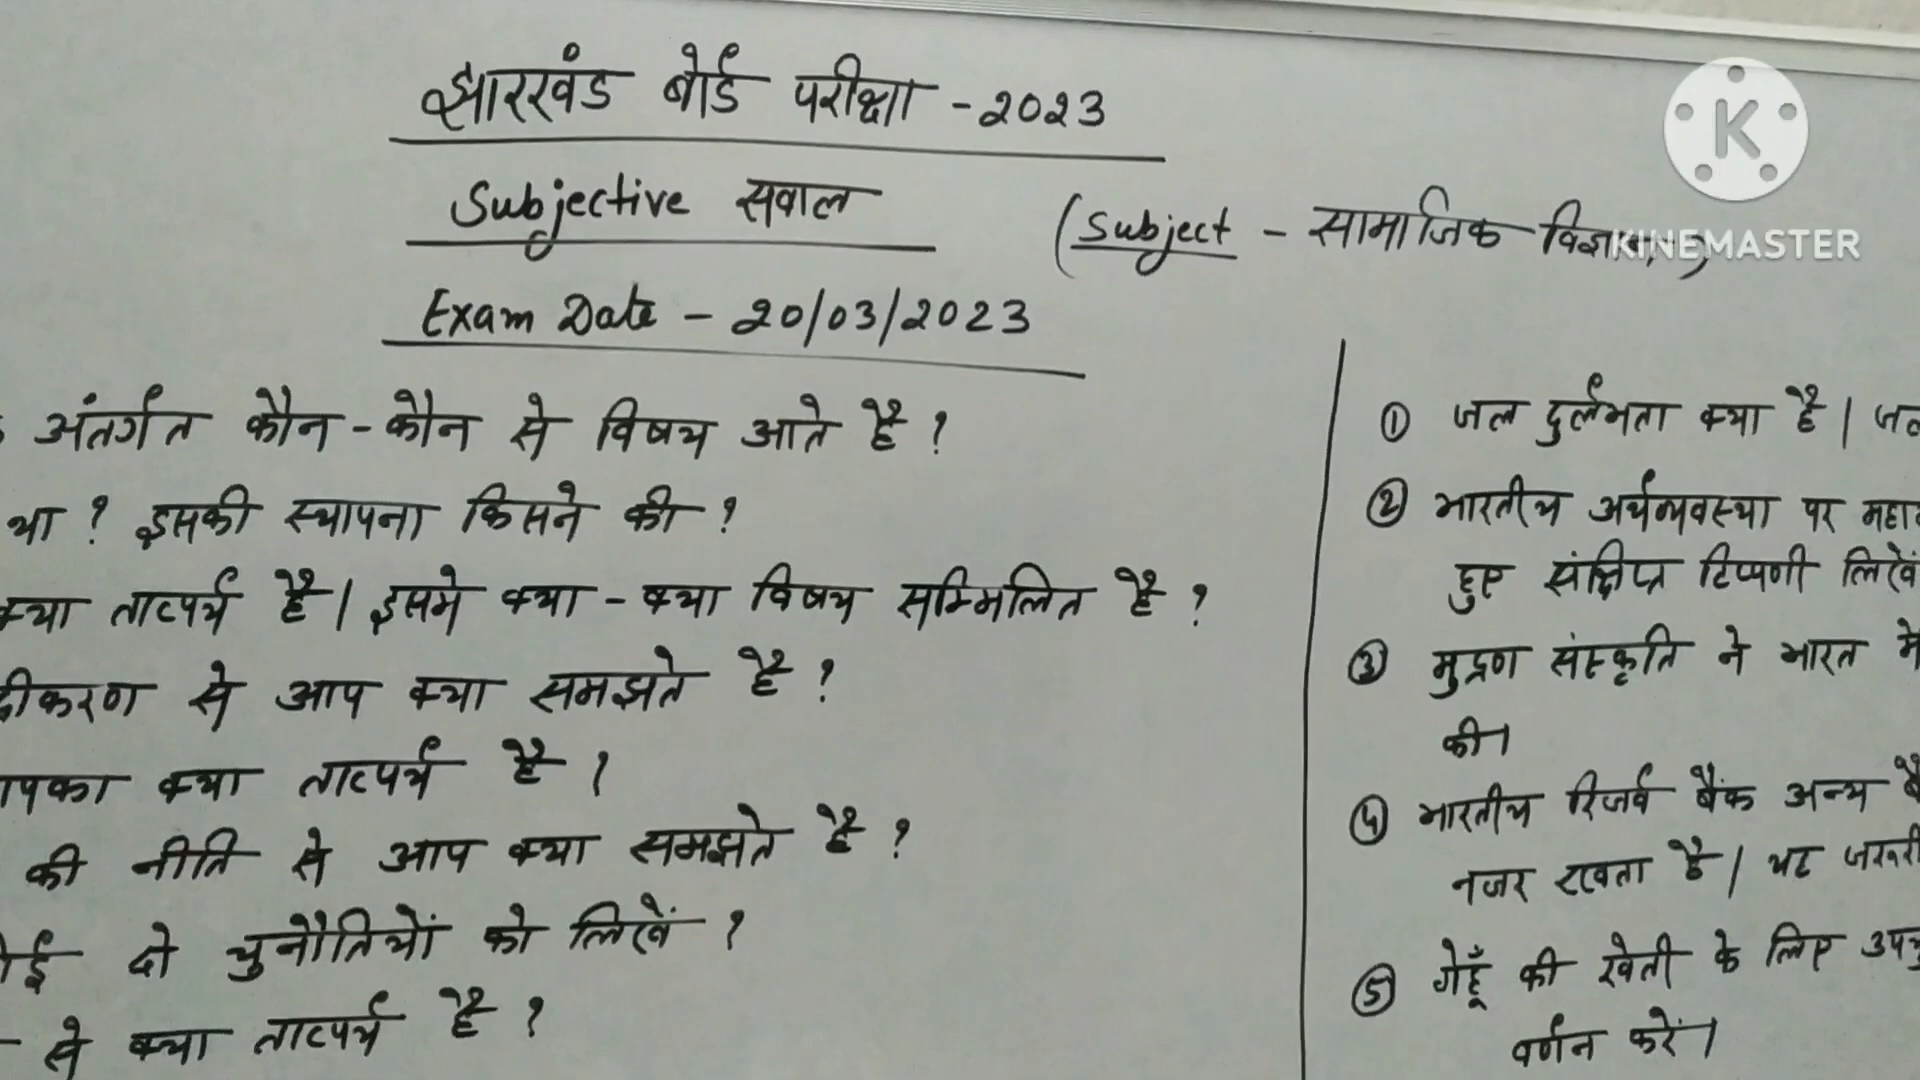 झारखंड बोर्ड परीक्षा - 2023
Subjective सवाल
(Subject - सामाजिक विज्ञान)
KINEMASTER
Exam Date - 20/03/2023
अंतर्गत कौन - कौन से विषय आते है ?
था ? इसकी स्थापना किसने की ?
क्या तात्पर्य है | इसमे क्या - क्या विषय सम्मिलित है ?
से आप क्या समझते है ?
क्या तात्पर्य है ?
की नीति से आप क्या समझते है ?
दो चुनौतियों को लिखें ?
से क्या तात्पर्य है ?
① जल दुर्लभता क्या है |
② भारतीय अर्थव्यवस्था पर
हुए संक्षिप्त टिप्पणी लिखें
③ मुद्रण संस्कृति ने भारत में
की।
④ भारतीय रिजर्व बैंक अन्य
नजर रखता है | यह
⑤ गेहूँ की खेती के लिए
वर्णन करें।